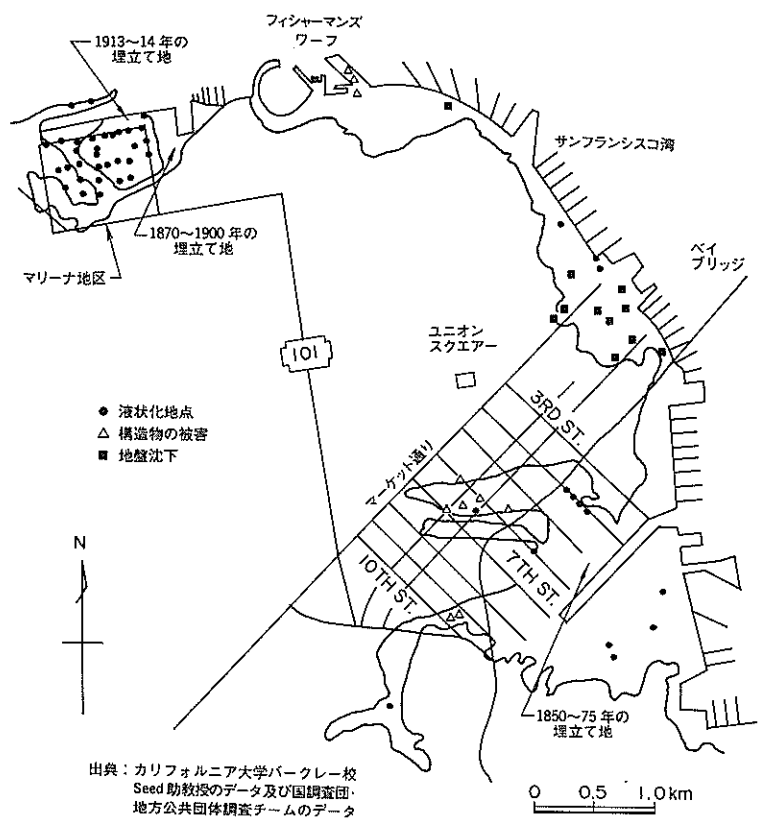 フィシャーマンズ
ワーフ
1913～14年の
埋立て地
サンフランシスコ湾
1870～1900年の
埋立て地
マリーナ地区
ベイ
ブリッジ
ユニオン
スクエアー
101
● 液状化地点
△ 構造物の被害
■ 地盤沈下
3RD ST.
マーケット通り
7TH ST.
10TH ST.
N
1850～75年の
埋立て地
出典：カリフォルニア大学バークレー校
Seed助教授のデータ及び国調査団・
地方公共団体調査チームのデータ
0 0.5 1.0km